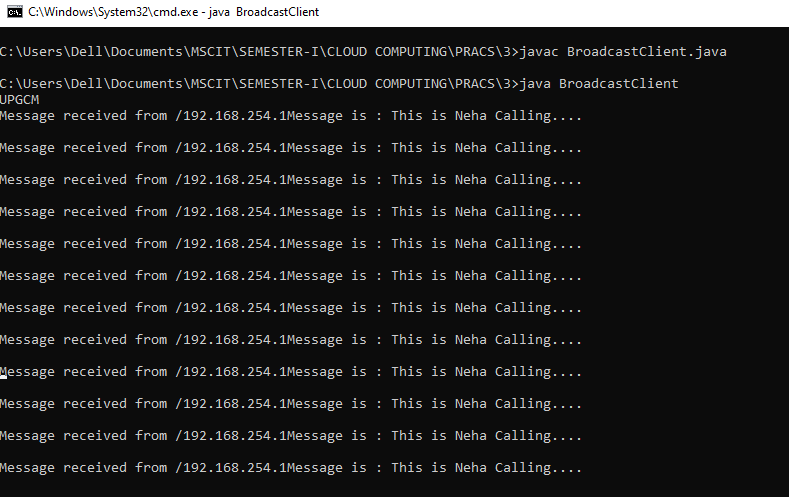 C:\Windows\System32\cmd.exe - java  BroadcastClient
C:\Users\Dell\Documents\MSCIT\SEMESTER-I\CLOUD COMPUTING\PRACS\3>javac BroadcastClient.java
C:\Users\Dell\Documents\MSCIT\SEMESTER-I\CLOUD COMPUTING\PRACS\3>java BroadcastClient
UPGCM
Message received from /192.168.254.1Message is : This is Neha Calling....
Message received from /192.168.254.1Message is : This is Neha Calling....
Message received from /192.168.254.1Message is : This is Neha Calling....
Message received from /192.168.254.1Message is : This is Neha Calling....
Message received from /192.168.254.1Message is : This is Neha Calling....
Message received from /192.168.254.1Message is : This is Neha Calling....
Message received from /192.168.254.1Message is : This is Neha Calling....
Message received from /192.168.254.1Message is : This is Neha Calling....
Message received from /192.168.254.1Message is : This is Neha Calling....
Message received from /192.168.254.1Message is : This is Neha Calling....
Message received from /192.168.254.1Message is : This is Neha Calling....
Message received from /192.168.254.1Message is : This is Neha Calling....